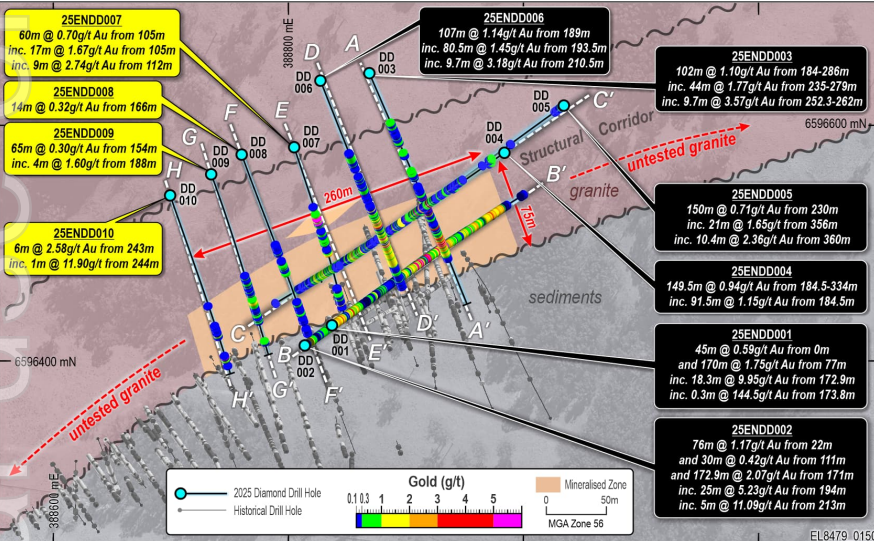 25ENDD007
60m @ 0.70g/t Au from 105m
inc. 17m @ 1.67g/t Au from 105m
inc. 9m @ 2.74g/t Au from 112m
25ENDD008
14m @ 0.32g/t Au from 166m
25ENDD009
65m @ 0.30g/t from 154m
inc. 4m @ 1.60g/t from 188m
25ENDD010
6m @ 2.58g/t Au from 243m
inc. 1m @ 11.90g/t from 244m
25ENDD006
107m @ 1.14g/t Au from 189m
inc. 80.5m @ 1.45g/t Au from 193.5m
inc. 9.7m @ 3.18g/t Au from 210.5m
25ENDD003
102m @ 1.10g/t Au from 184-286m
inc. 44m @ 1.77g/t Au from 235-279m
inc. 9.7m @ 3.57g/t Au from 252.3-262m
25ENDD005
150m @ 0.71g/t Au from 230m
inc. 21m @ 1.65g/t from 356m
inc. 10.4m @ 2.36g/t Au from 360m
25ENDD004
149.5m @ 0.94g/t Au from 184.5-334m
inc. 91.5m @ 1.15g/t Au from 184.5m
25ENDD001
45m @ 0.59g/t Au from 0m
and 170m @ 1.75g/t Au from 77m
inc. 18.3m @ 9.95g/t Au from 172.9m
inc. 0.3m @ 144.5g/t Au from 173.8m
25ENDD002
76m @ 1.17g/t Au from 22m
and 30m @ 0.42g/t Au from 111m
and 172.9m @ 2.07g/t Au from 171m
inc. 25m @ 5.23g/t Au from 194m
inc. 5m @ 11.09g/t Au from 213m
388800 mE
6596600 mN
6596400 mN
388600 mE
D
A
DD
006
DD
003
DD
005
C'
DD
004
B'
F
E
G
H
DD
007
DD
008
DD
009
DD
010
Structural Corridor
untested granite
granite
260m
75m
sediments
C
B
DD
001
DD
002
D'
A'
E'
F'
G'
H'
untested granite
2025 Diamond Drill Hole
Historical Drill Hole
Gold (g/t)
0.1 0.3 1 2 3 4 5
Mineralised Zone
0 50m
MGA Zone 56
EL8479_0150